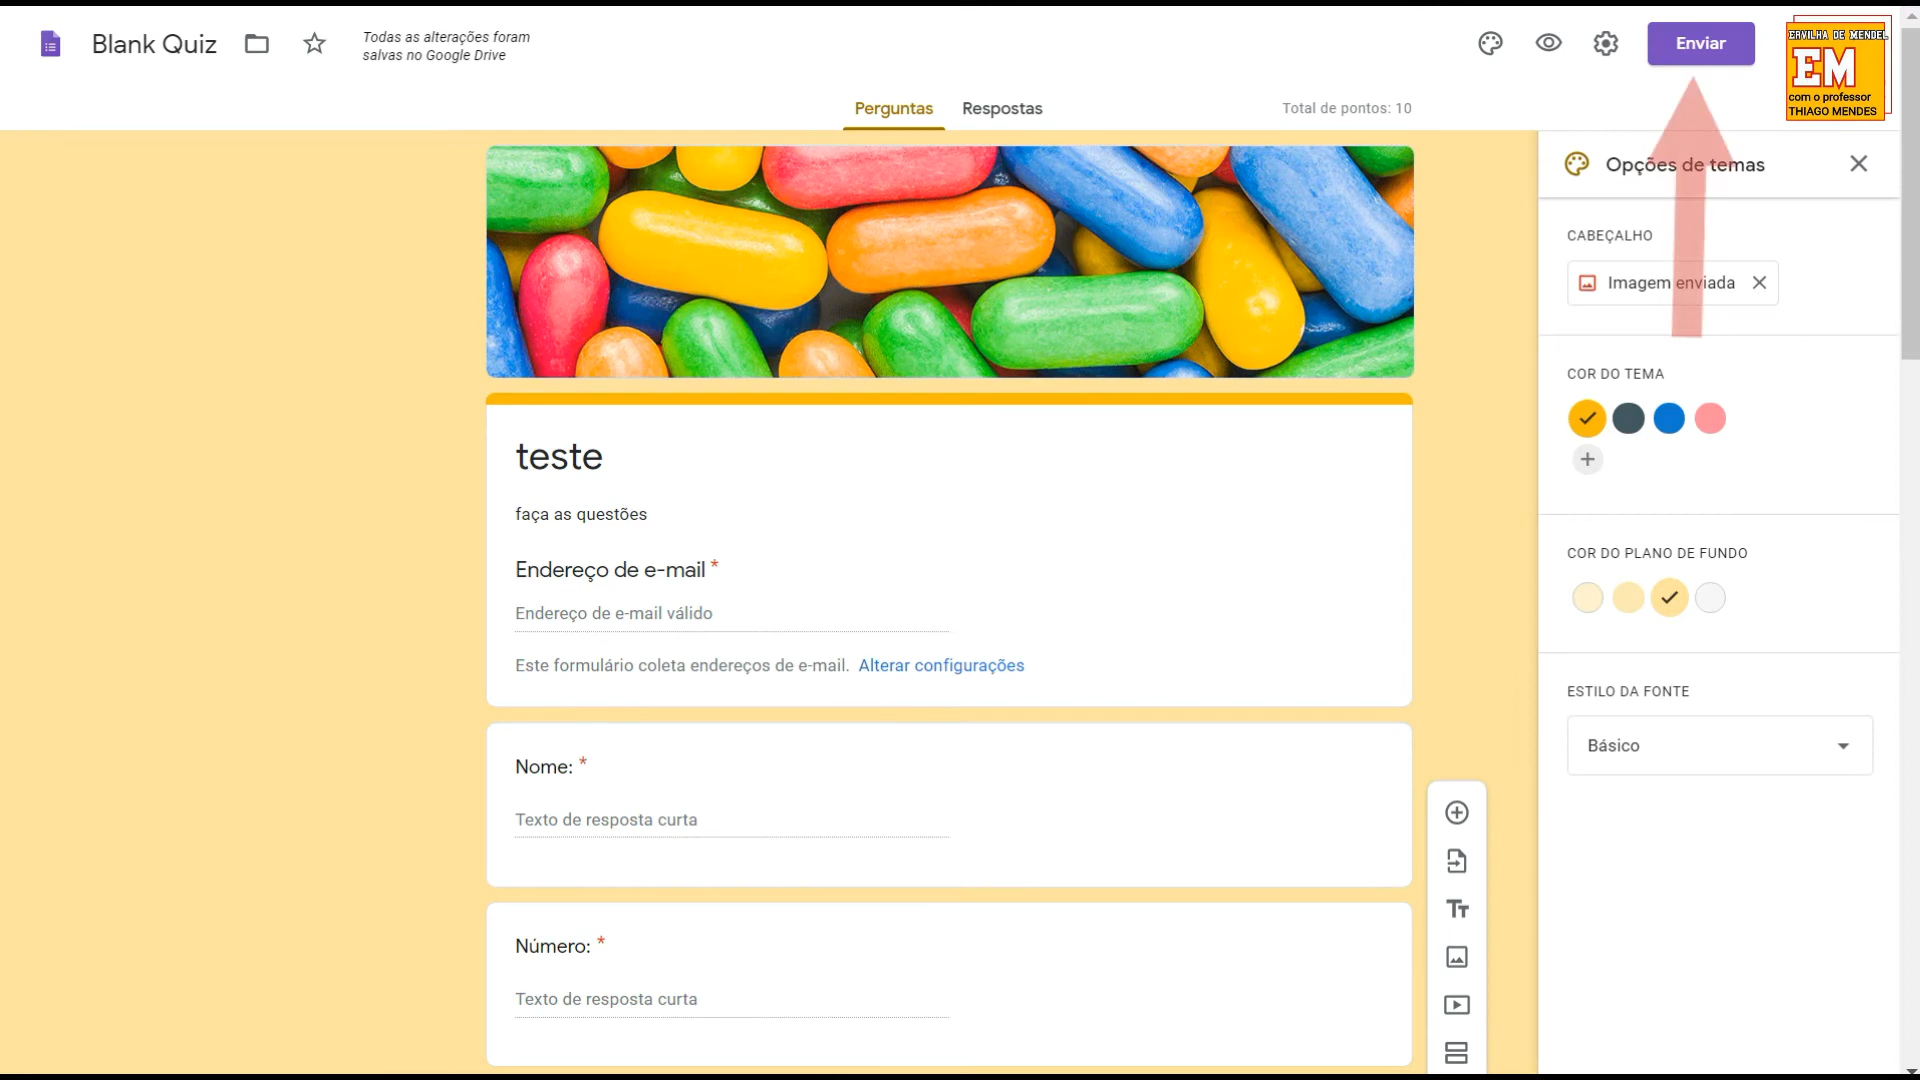 Blank Quiz
Todas as alterações foram
salvas no Google Drive
Enviar
ERVILHA DE MENDEL
EM
com o professor
THIAGO MENDES
Perguntas
Respostas
Total de pontos: 10
Opções de temas
CABEÇALHO
Imagem enviada
COR DO TEMA
teste
faça as questões
Endereço de e-mail *
Endereço de e-mail válido
Este formulário coleta endereços de e-mail. Alterar configurações
COR DO PLANO DE FUNDO
ESTILO DA FONTE
Básico
Nome: *
Texto de resposta curta
Número: *
Texto de resposta curta
Tт